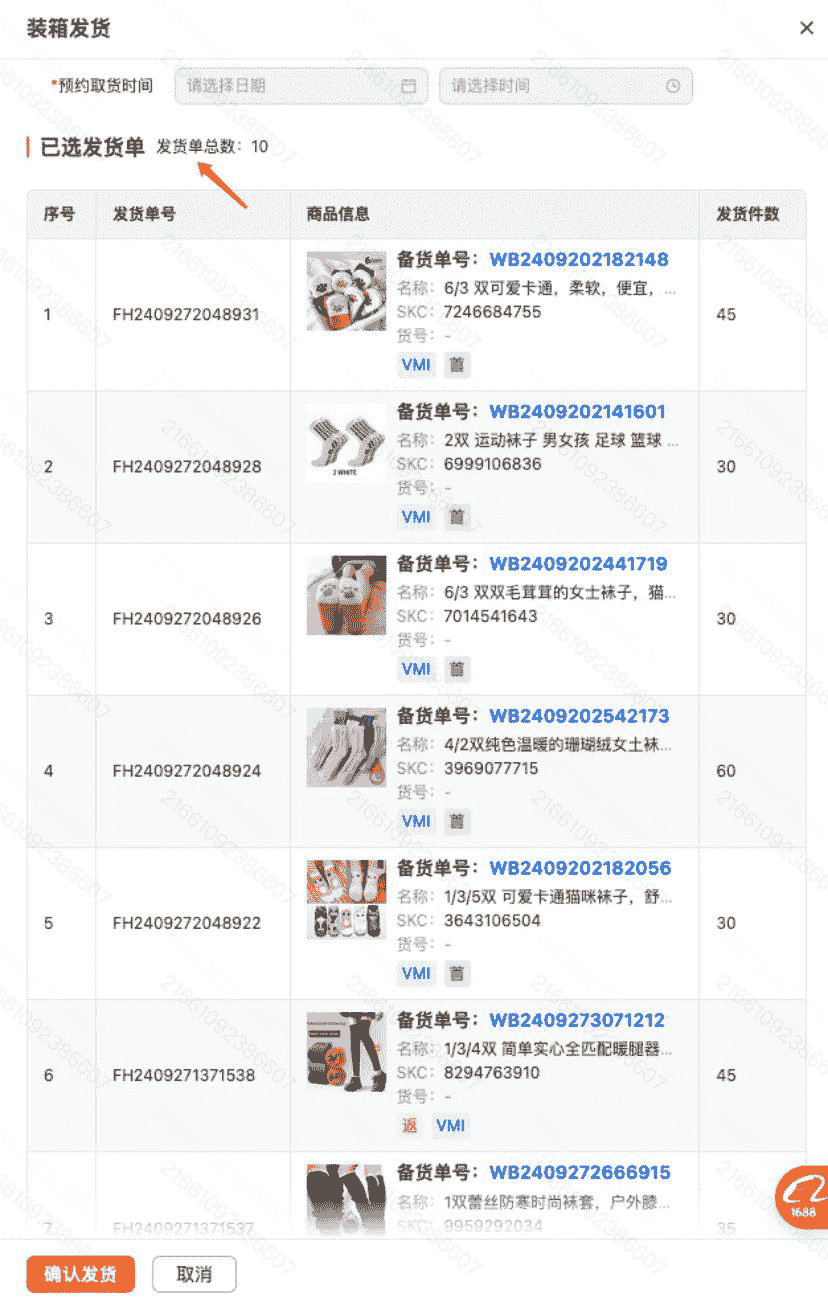 装箱发货
*预约取货时间 请选择日期 请选择时间
已选发货单 发货单总数：10
序号 发货单号 商品信息 发货件数
备货单号：WB2409202182148
名称：6/3 双可爱卡通，柔软，便宜，...
1 FH2409272048931 SKC：7246684755 45
货号：-
VMI 首
备货单号：WB2409202141601
名称：2双 运动袜子 男女孩 足球 篮球 ...
2 FH2409272048928 SKC：6999106836 30
2 WHITE
货号：-
VMI 首
备货单号：WB2409202441719
名称：6/3 双双毛茸茸的女士袜子，猫...
3 FH2409272048926 SKC：7014541643 30
货号：-
VMI 首
备货单号：WB2409202542173
名称：4/2双纯色温暖的珊瑚绒女士袜...
4 FH2409272048924 SKC：3969077715 60
货号：-
VMI 首
备货单号：WB2409202182056
名称：1/3/5双 可爱卡通猫咪袜子，舒...
5 FH2409272048922 SKC：3643106504 30
货号：-
VMI 首
备货单号：WB2409273071212
名称：1/3/4双 简单实心全匹配暖腿器...
6 FH2409271371538 SKC：8294763910 45
货号：-
返 VMI
备货单号：WB2409272666915
名称：1双蕾丝防寒时尚袜套，户外膝...
7 FH2409271371537 SKC：9959292034 35
1688
确认发货 取消
21661092386607